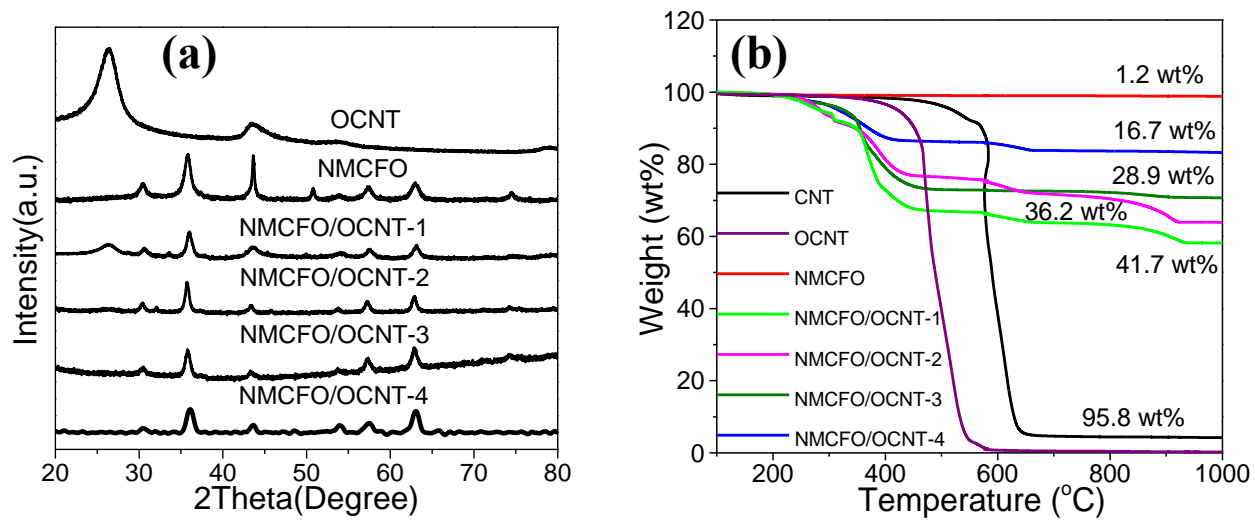 (a)
OCNT
NMCFO
NMCFO/OCNT-1
NMCFO/OCNT-2
NMCFO/OCNT-3
NMCFO/OCNT-4
Intensity(a.u.)
20 30 40 50 60 70 80
2Theta(Degree)
(b)
120
100
80
60
40
20
0
Weight (wt%)
1.2 wt%
16.7 wt%
28.9 wt%
36.2 wt%
41.7 wt%
95.8 wt%
CNT
OCNT
NMCFO
NMCFO/OCNT-1
NMCFO/OCNT-2
NMCFO/OCNT-3
NMCFO/OCNT-4
200 400 600 800 1000
Temperature (°C)